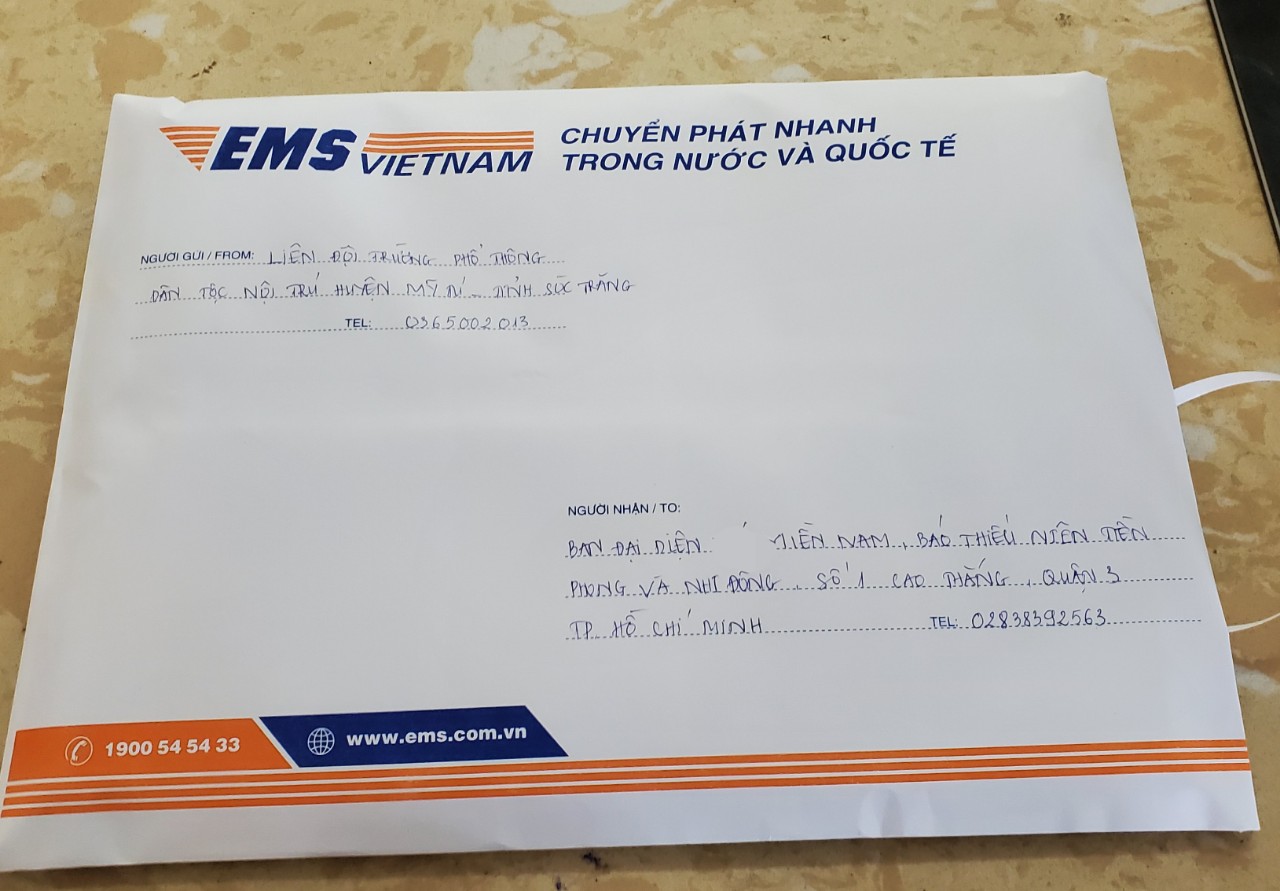 EMS VIETNAM
CHUYỂN PHÁT NHANH
TRONG NƯỚC VÀ QUỐC TẾ
NGƯỜI GỬI / FROM: LIÊN ĐỘI TRƯỜNG PHỔ THÔNG
DÂN TỘC NỘI TRÚ HUYỆN MỸ TÚ - TỈNH SÓC TRĂNG
TEL: 0365002013
NGƯỜI NHẬN / TO:
BAN ĐẠI DIỆN MIỀN NAM, BÁO THIẾU NIÊN TIỀN
PHONG VÀ NHI ĐỒNG, SỐ 1 CAO THẮNG, QUẬN 3
TP. HỒ CHÍ MINH TEL: 02838392563
1900 54 54 33
www.ems.com.vn